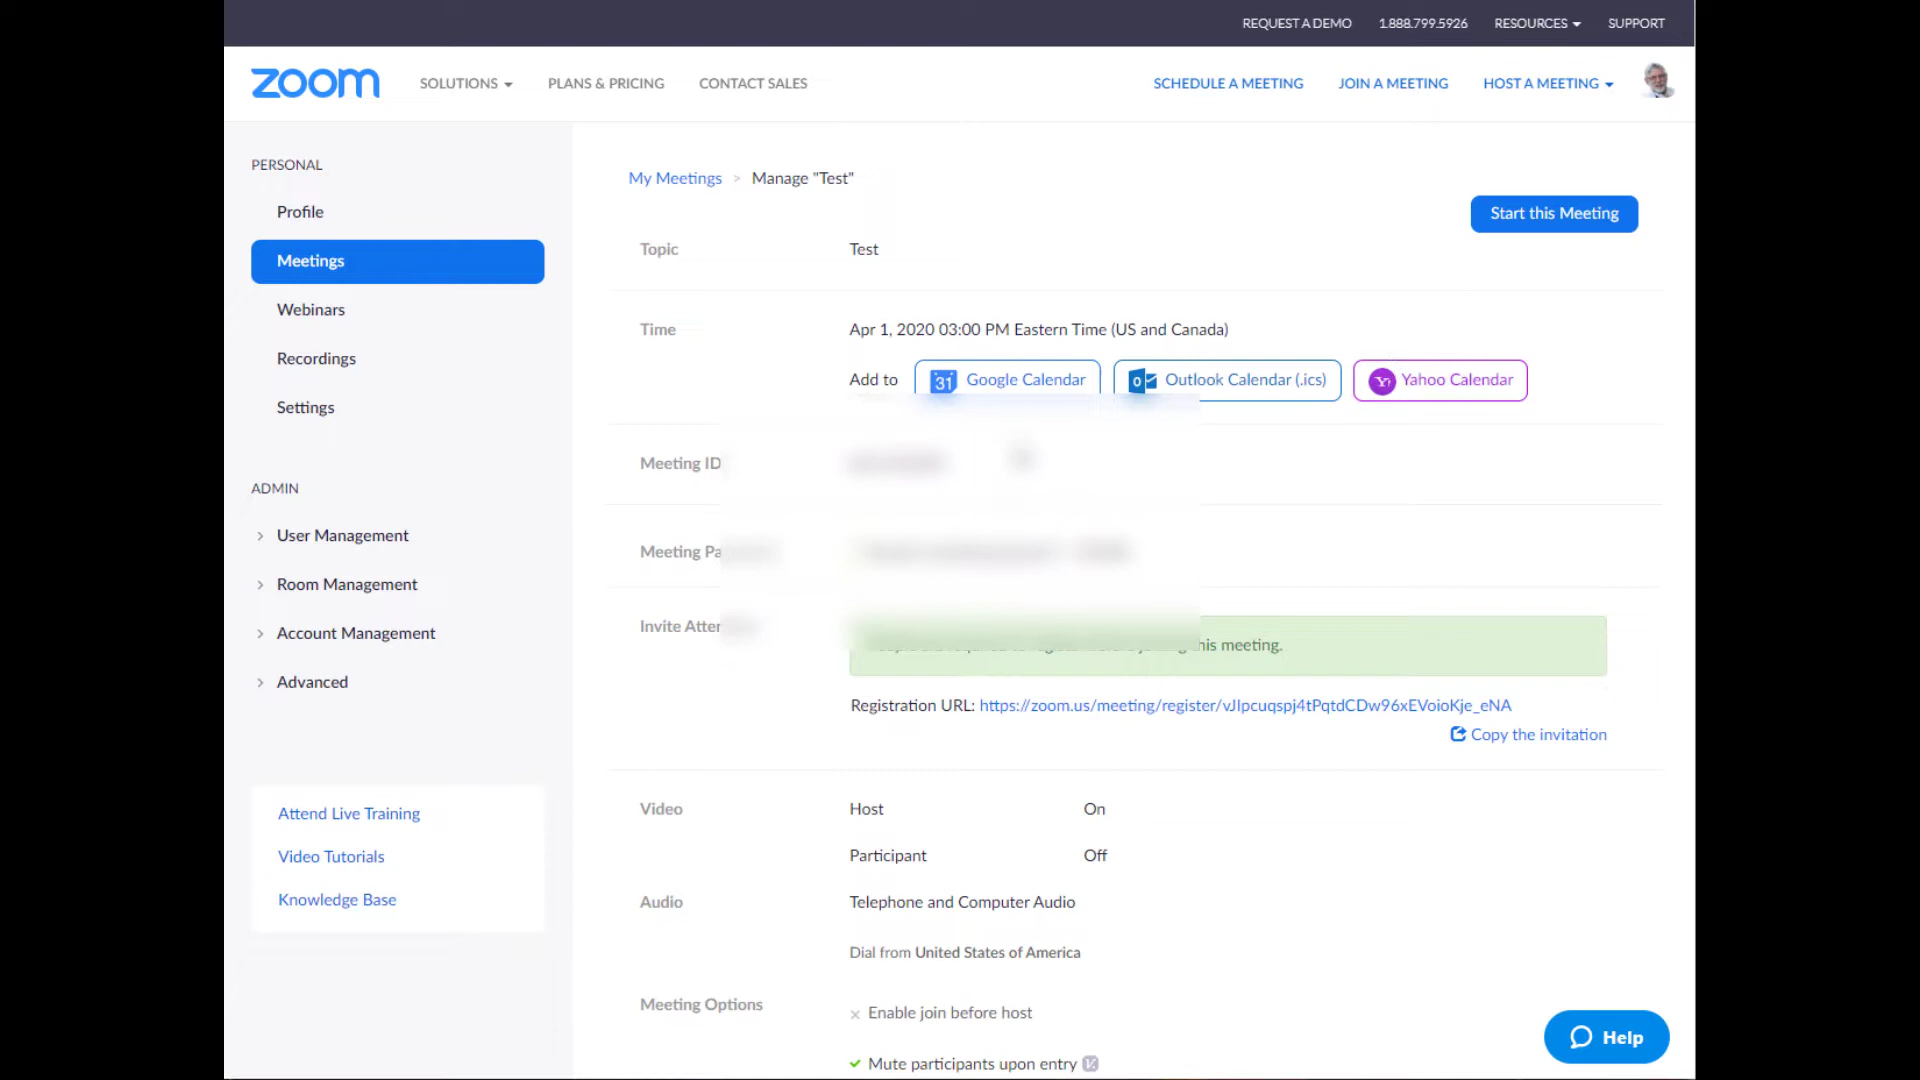 REQUEST A DEMO 1.888.799.5926 RESOURCES SUPPORT
zoom SOLUTIONS PLANS & PRICING CONTACT SALES SCHEDULE A MEETING JOIN A MEETING HOST A MEETING
PERSONAL
Profile
Meetings
Webinars
Recordings
Settings
ADMIN
User Management
Room Management
Account Management
Advanced
Attend Live Training
Video Tutorials
Knowledge Base
My Meetings > Manage "Test"
Start this Meeting
Topic Test
Time Apr 1, 2020 03:00 PM Eastern Time (US and Canada)
Add to 31 Google Calendar Outlook Calendar (.ics) Yahoo Calendar
Meeting ID
Meeting
Invite
this meeting.
Registration URL: https://zoom.us/meeting/register/vJIpcuqspj4tPqtdCDw96xEVoioKje_eNA
Copy the invitation
Video Host On
Participant Off
Audio Telephone and Computer Audio
Dial from United States of America
Meeting Options × Enable join before host
Mute participants upon entry
Help